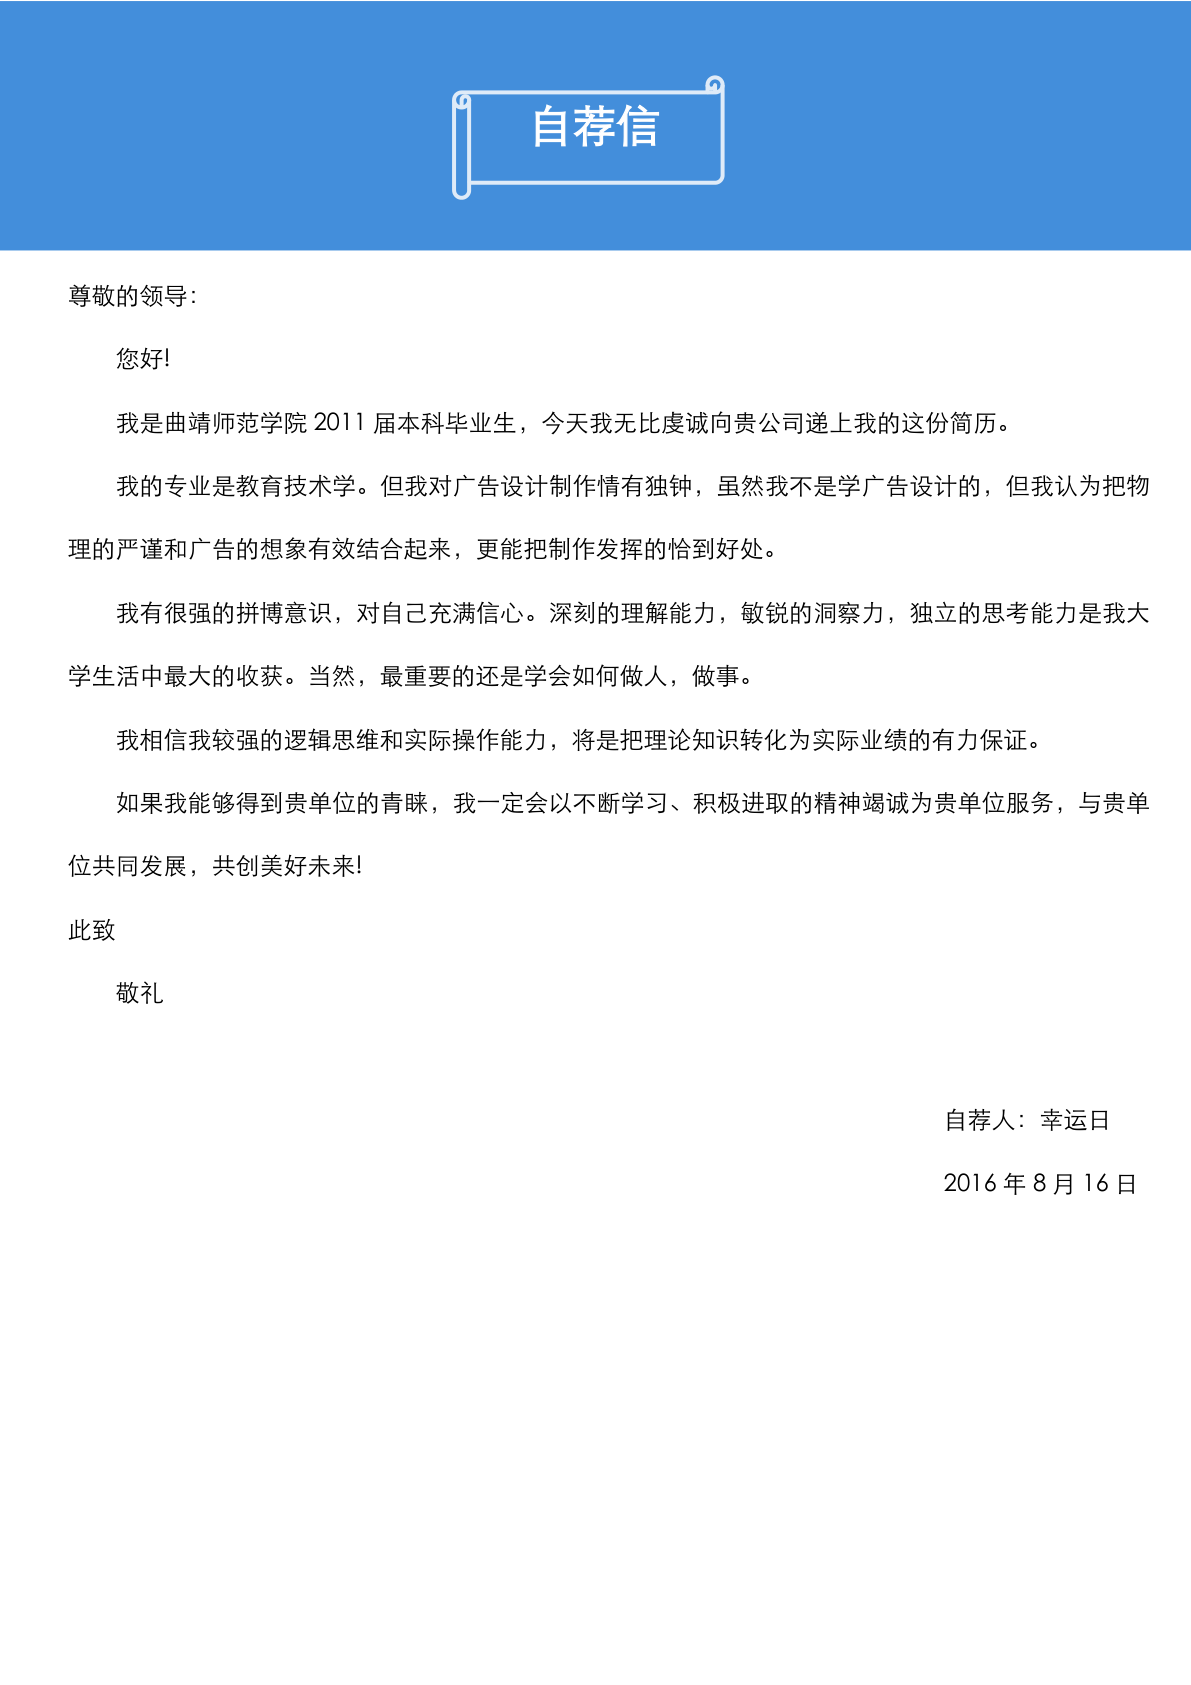 自荐信
尊敬的领导：
您好!
我是曲靖师范学院 2011 届本科毕业生，今天我无比虔诚向贵公司递上我的这份简历。
我的专业是教育技术学。但我对广告设计制作情有独钟，虽然我不是学广告设计的，但我认为把物
理的严谨和广告的想象有效结合起来，更能把制作发挥的恰到好处。
我有很强的拼博意识，对自己充满信心。深刻的理解能力，敏锐的洞察力，独立的思考能力是我大
学生活中最大的收获。当然，最重要的还是学会如何做人，做事。
我相信我较强的逻辑思维和实际操作能力，将是把理论知识转化为实际业绩的有力保证。
如果我能够得到贵单位的青睐，我一定会以不断学习、积极进取的精神竭诚为贵单位服务，与贵单
位共同发展，共创美好未来!
此致
敬礼
自荐人：幸运日
2016 年 8 月 16 日